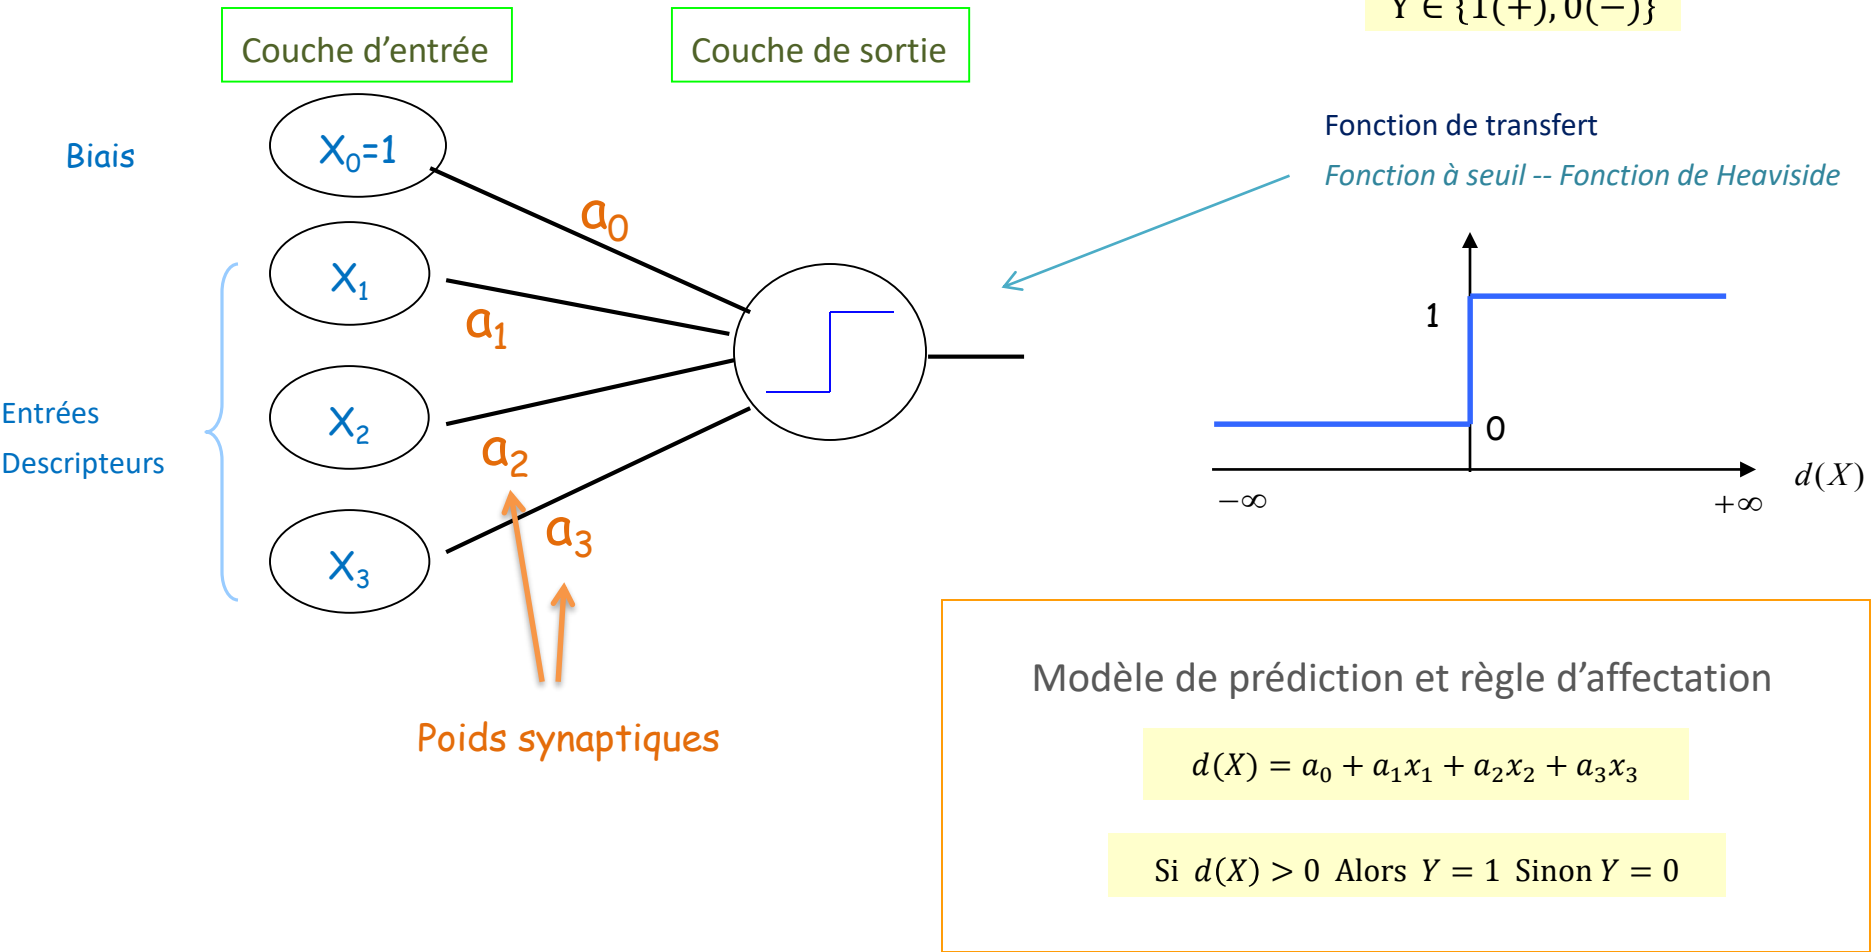 Y ∈ {1(+), 0(−)}
Couche d’entrée
Couche de sortie
Biais
X₀=1
a₀
Fonction de transfert
Fonction à seuil -- Fonction de Heaviside
X₁
a₁
1
0
Entrées
Descripteurs
X₂
a₂
d(X)
−∞
+∞
X₃
a₃
Poids synaptiques
Modèle de prédiction et règle d’affectation
d(X) = a₀ + a₁x₁ + a₂x₂ + a₃x₃
Si d(X) > 0 Alors Y = 1 Sinon Y = 0